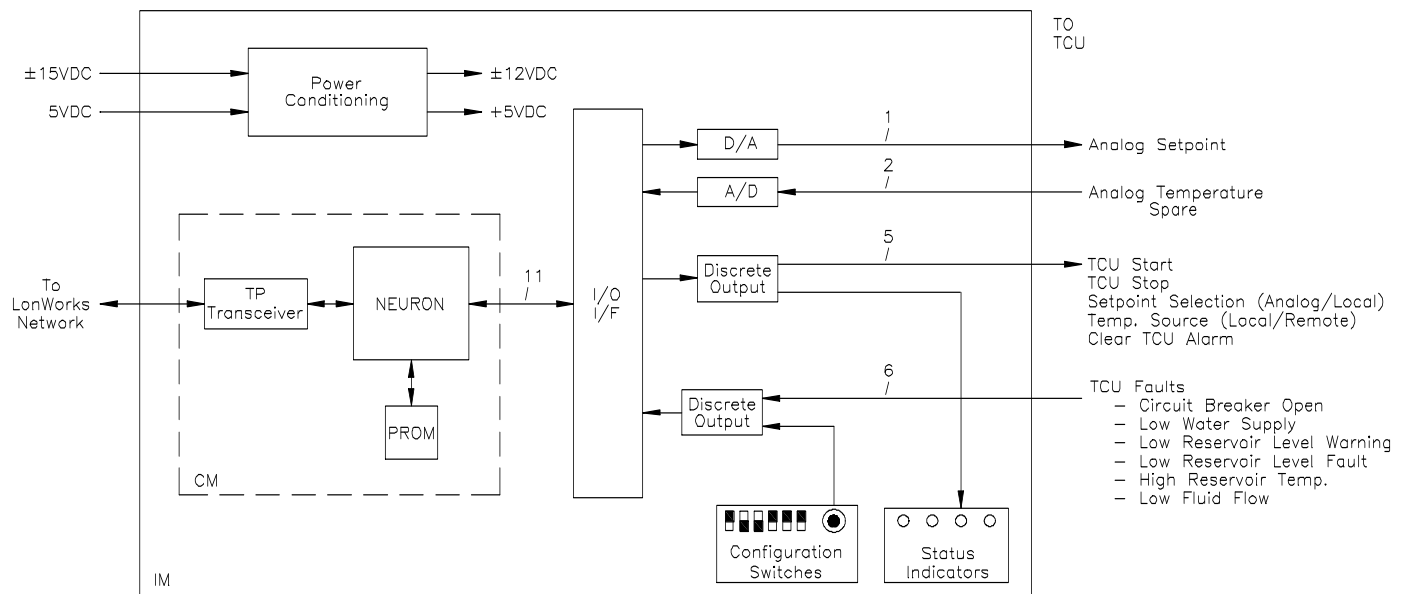 TO
TCU
±15VDC
5VDC
Power
Conditioning
±12VDC
+5VDC
1
D/A
Analog Setpoint
2
A/D
Analog Temperature
Spare
5
Discrete
Output
TCU Start
TCU Stop
Setpoint Selection (Analog/Local)
Temp. Source (Local/Remote)
Clear TCU Alarm
To
LonWorks
Network
TP
Transceiver
NEURON
11
I/O
I/F
PROM
CM
6
Discrete
Output
TCU Faults
– Circuit Breaker Open
– Low Water Supply
– Low Reservoir Level Warning
– Low Reservoir Level Fault
– High Reservoir Temp.
– Low Fluid Flow
Configuration
Switches
Status
Indicators
IM